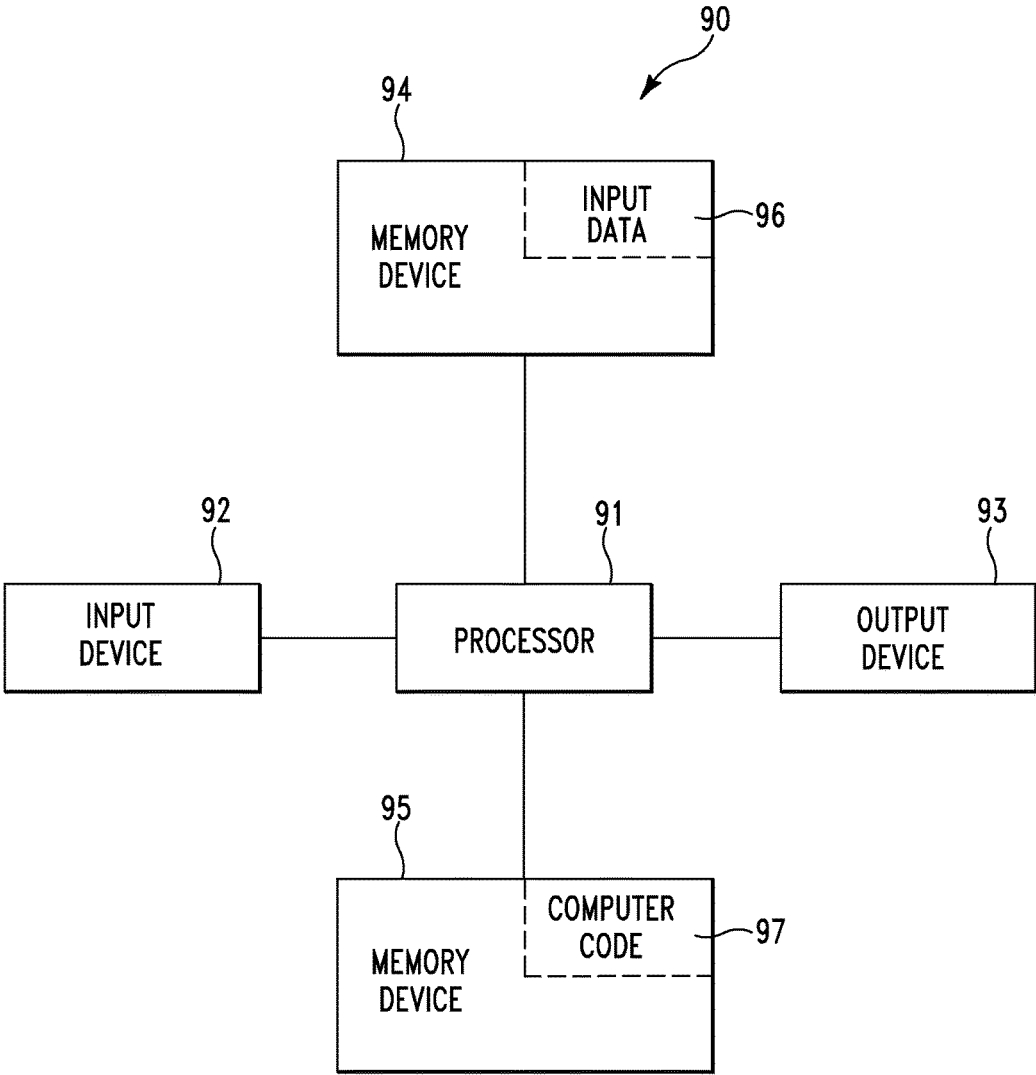 90
94
INPUT
DATA
96
MEMORY
DEVICE
92
91
93
INPUT
DEVICE
PROCESSOR
OUTPUT
DEVICE
95
COMPUTER
CODE
97
MEMORY
DEVICE